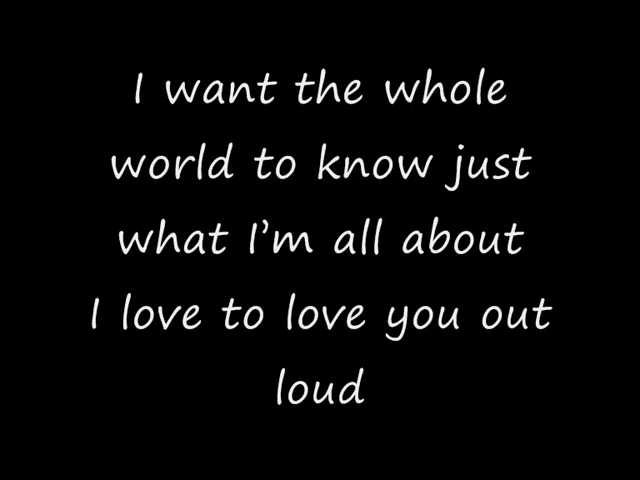 I want the whole
world to know just
what I’m all about
I love to love you out
loud